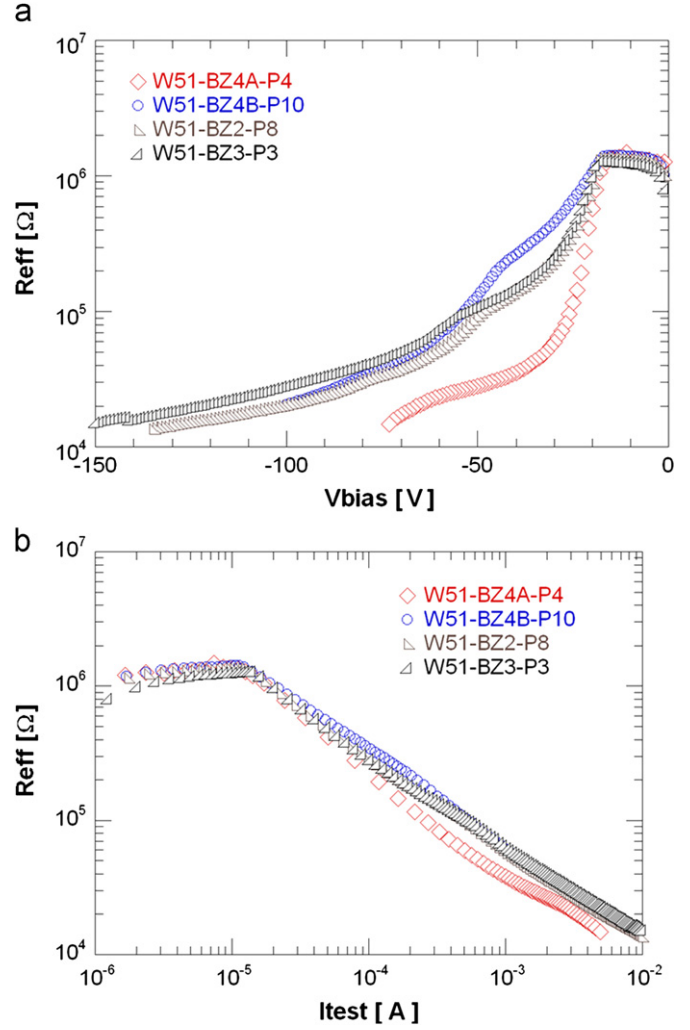 a
10^7
W51-BZ4A-P4
W51-BZ4B-P10
W51-BZ2-P8
W51-BZ3-P3
10^6
Reff [Ω]
10^5
10^4
-150 -100 -50 0
Vbias [ V ]
b
10^7
W51-BZ4A-P4
W51-BZ4B-P10
W51-BZ2-P8
W51-BZ3-P3
10^6
Reff [Ω]
10^5
10^4
10^-6 10^-5 10^-4 10^-3 10^-2
Itest [ A ]